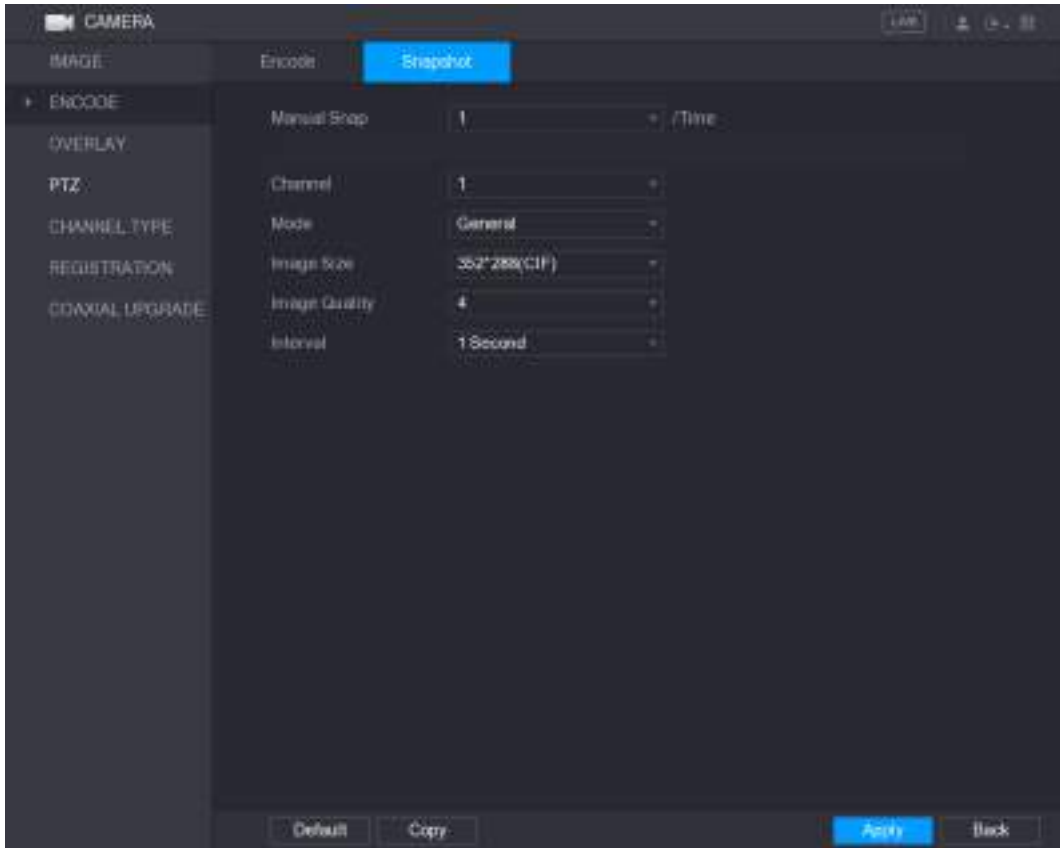 CAMERA
LIVE
IMAGE
Encode Snapshot
ENCODE
Manual Snap 1 /Time
OVERLAY
PTZ
Channel 1
CHANNEL TYPE
Mode General
REGISTRATION
Image Size 352*288(CIF)
COAXIAL UPGRADE
Image Quality 4
Interval 1 Second
Default Copy Apply Back